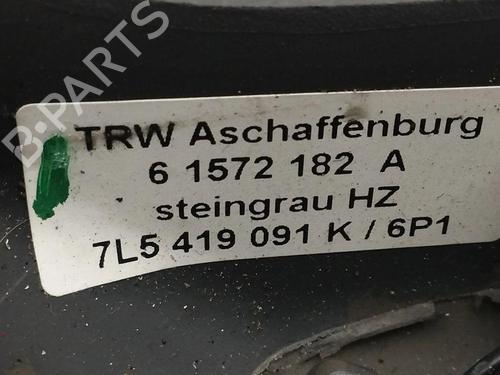 B-PARTS
TRW Aschaffenburg
6 1572 182 A
steingrau HZ
7L5 419 091 K / 6P1